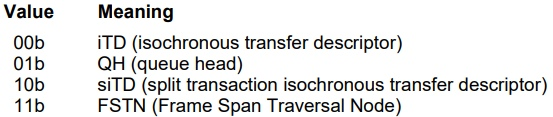 Value Meaning
00b iTD (isochronous transfer descriptor)
01b QH (queue head)
10b siTD (split transaction isochronous transfer descriptor)
11b FSTN (Frame Span Traversal Node)